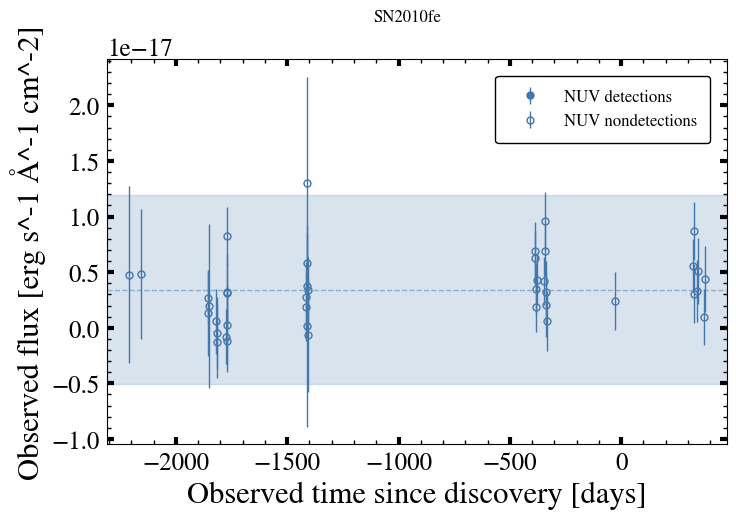 SN2010fe
1e−17
NUV detections
NUV nondetections
2.0
1.5
1.0
0.5
0.0
−0.5
−1.0
Observed flux [erg s^-1 Å^-1 cm^-2]
−2000 −1500 −1000 −500 0
Observed time since discovery [days]